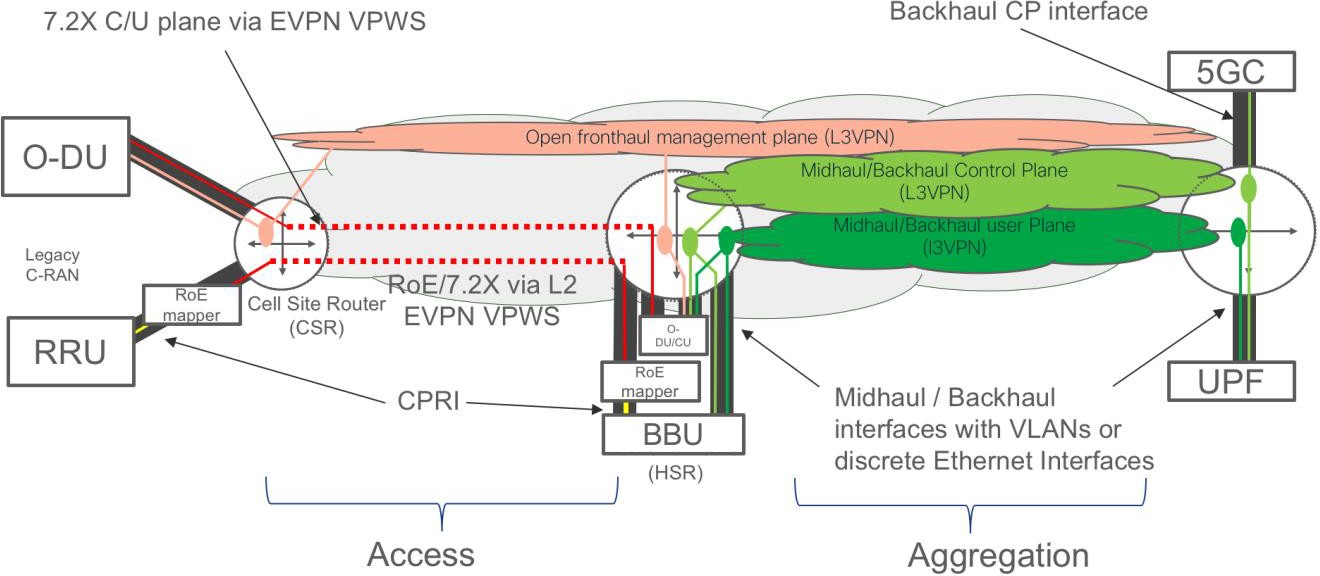 7.2X C/U plane via EVPN VPWS
Backhaul CP interface
5GC
O-DU
Open fronthaul management plane (L3VPN)
Midhaul/Backhaul Control Plane
(L3VPN)
Midhaul/Backhaul user Plane
(l3VPN)
Legacy
C-RAN
RoE
mapper
Cell Site Router
(CSR)
RoE/7.2X via L2
EVPN VPWS
RRU
O-
DU/CU
RoE
mapper
UPF
CPRI
BBU
(HSR)
Midhaul / Backhaul
interfaces with VLANs or
discrete Ethernet Interfaces
Access
Aggregation